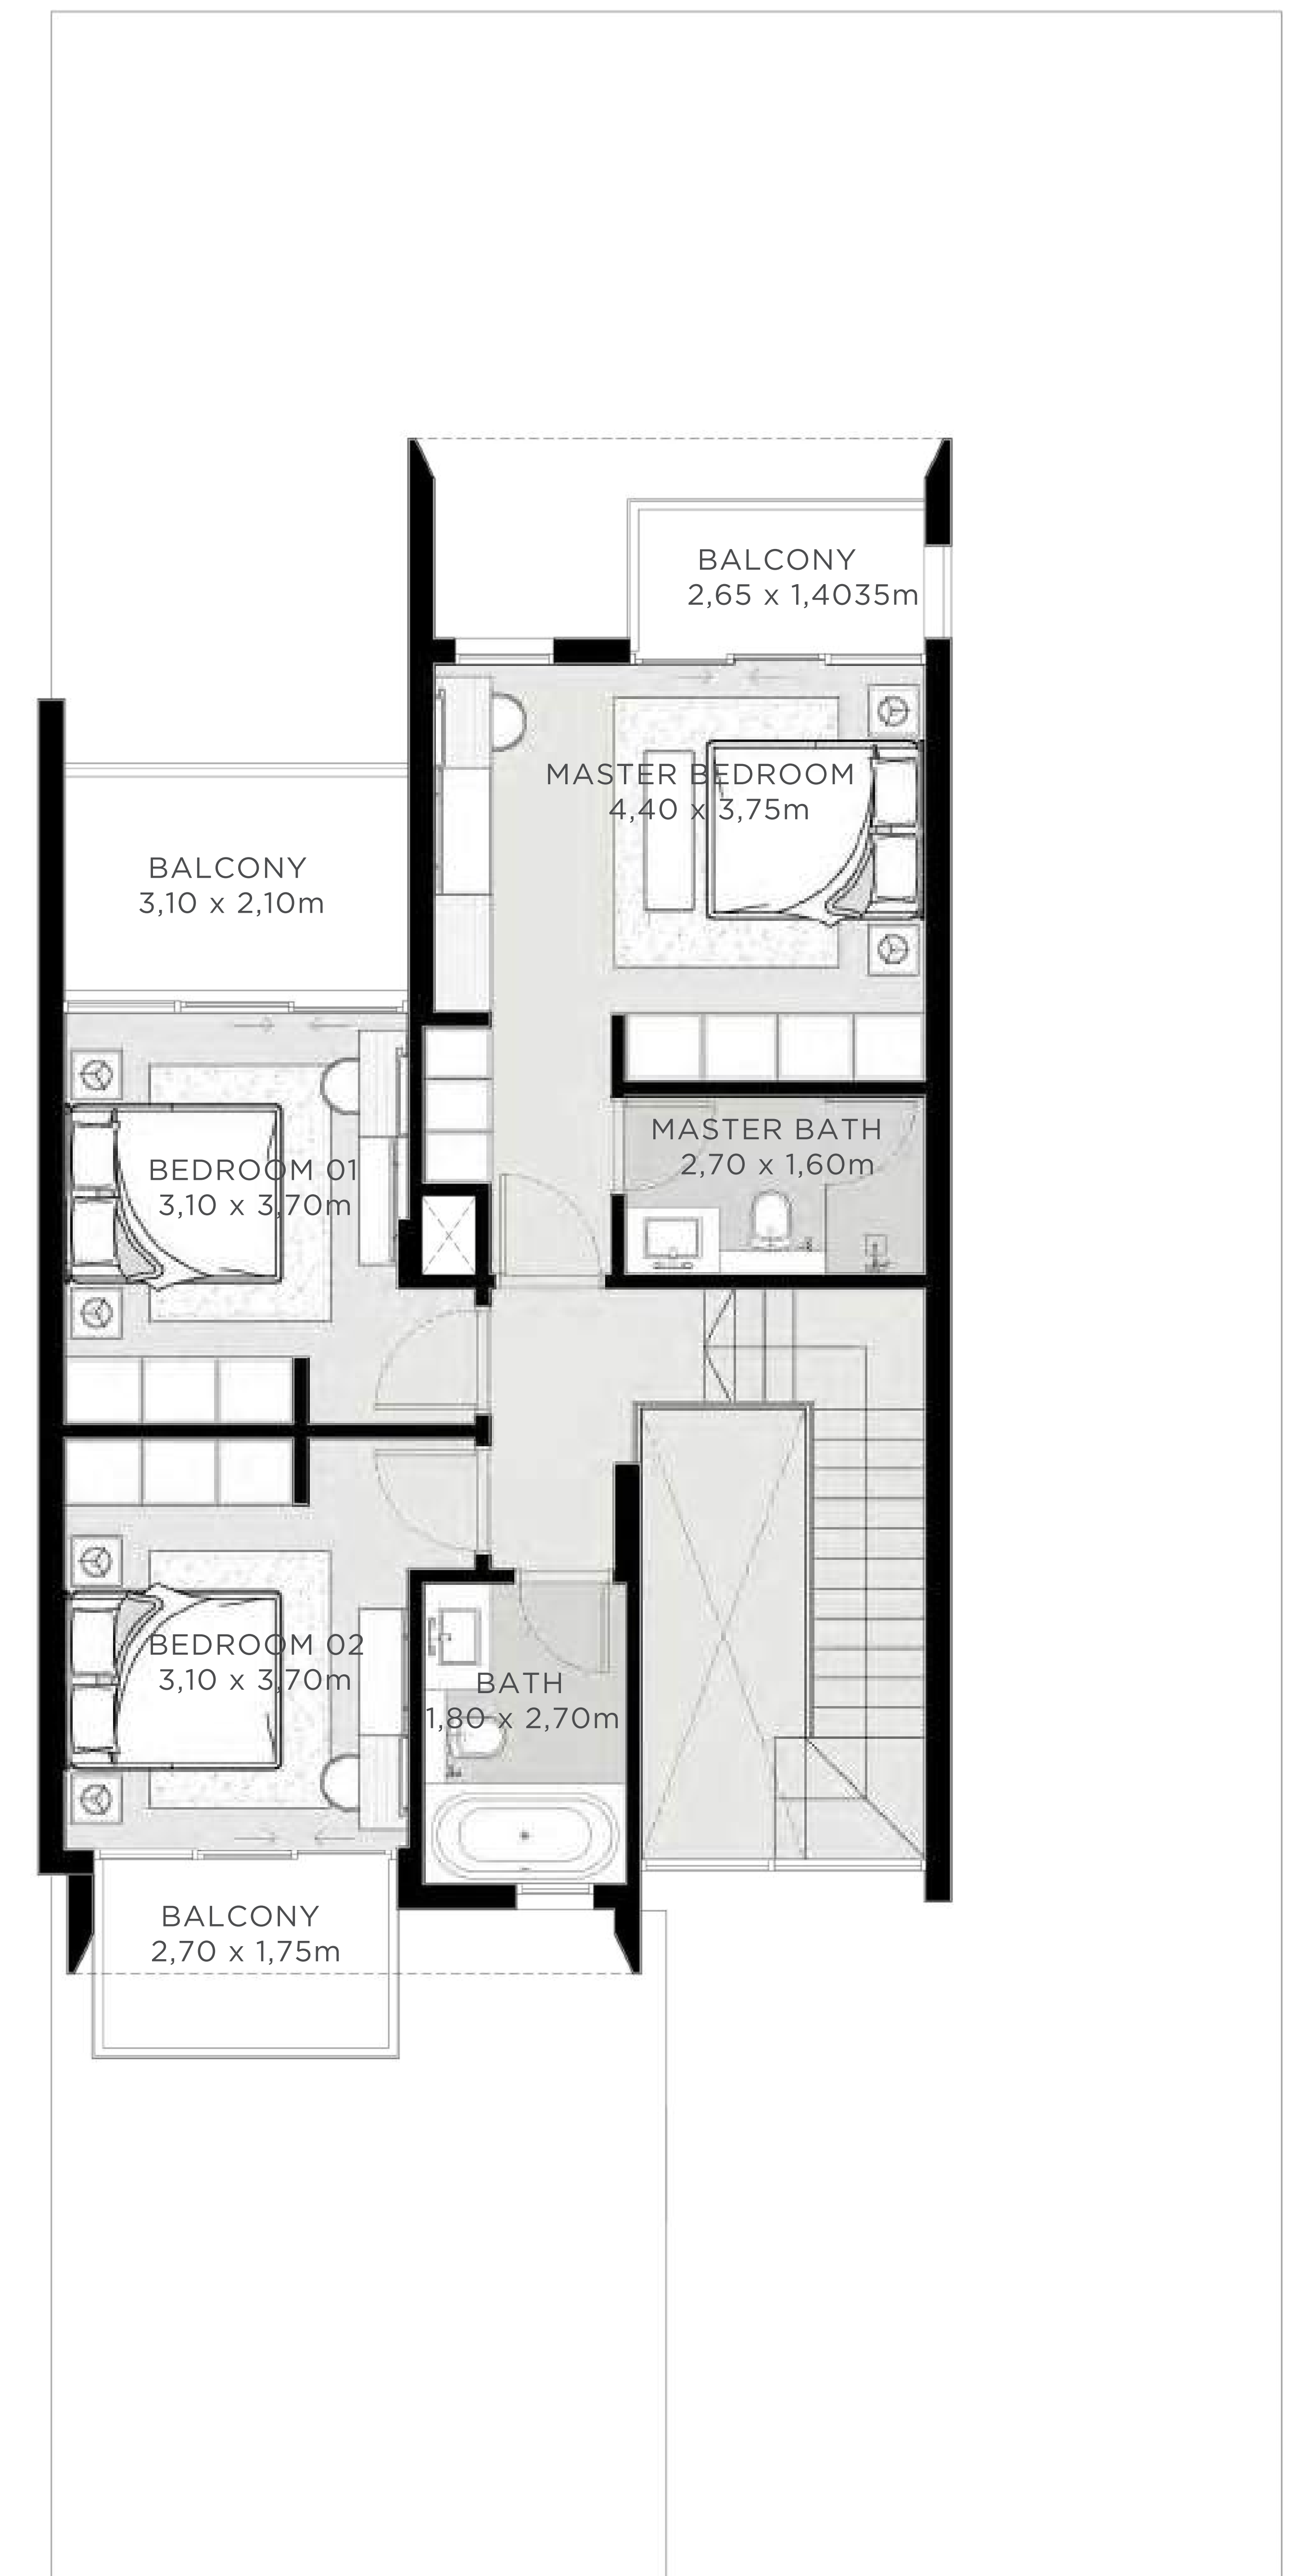 BALCONY
2,65 x 1,4035m
MASTER BEDROOM
4,40 x 3,75m
BALCONY
3,10 x 2,10m
MASTER BATH
2,70 x 1,60m
BEDROOM 01
3,10 x 3,70m
BEDROOM 02
3,10 x 3,70m
BATH
1,80 x 2,70m
BALCONY
2,70 x 1,75m